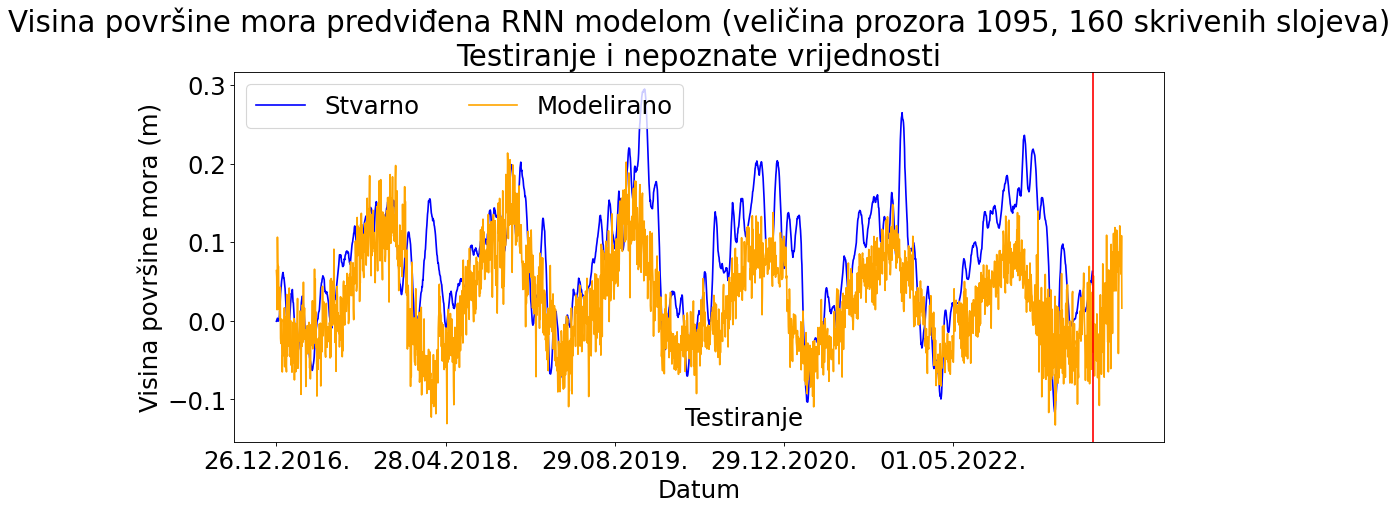 Visina površine mora predviđena RNN modelom (veličina prozora 1095, 160 skrivenih slojeva)
Testiranje i nepoznate vrijednosti
Stvarno Modelirano
Visina površine mora (m)
0.3
0.2
0.1
0.0
−0.1
Testiranje
26.12.2016. 28.04.2018. 29.08.2019. 29.12.2020. 01.05.2022.
Datum